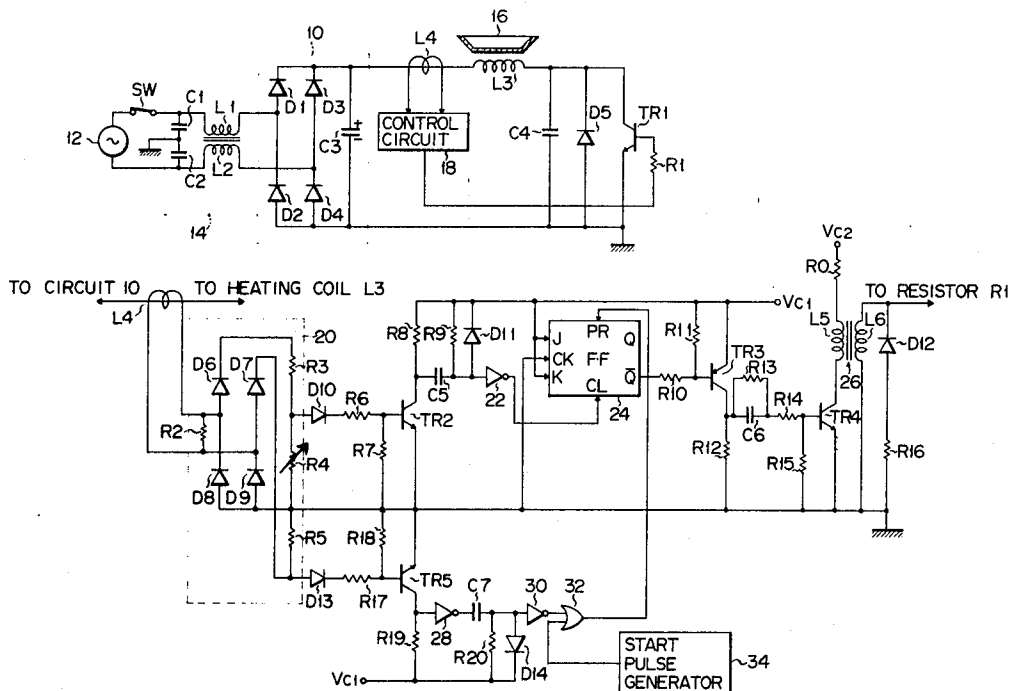 16
10
L4
L3
SW
C1
L1
D1
D3
12
C2
L2
C3
+
CONTROL
CIRCUIT
18
C4
D5
TR1
R1
D2
D4
14
Vc2
R0
TO CIRCUIT 10
TO HEATING COIL L3
TO RESISTOR R1
L4
20
Vc1
L5
L6
D12
26
R8
R9
D11
J
PR
Q
CK
FF
K
Q̄
CL
24
R11
TR3
R13
R3
D6
D7
D10
R6
C5
22
TR2
R10
R14
C6
TR4
R2
R7
R4
R12
R15
R16
D8
D9
R5
R18
D13
R17
TR5
C7
30
32
28
R19
R20
D14
Vc1
START
PULSE
GENERATOR
34